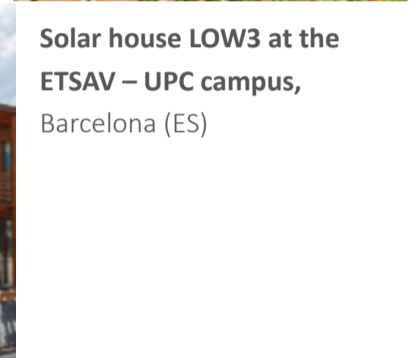 Solar house LOW3 at the
ETSAV – UPC campus,
Barcelona (ES)